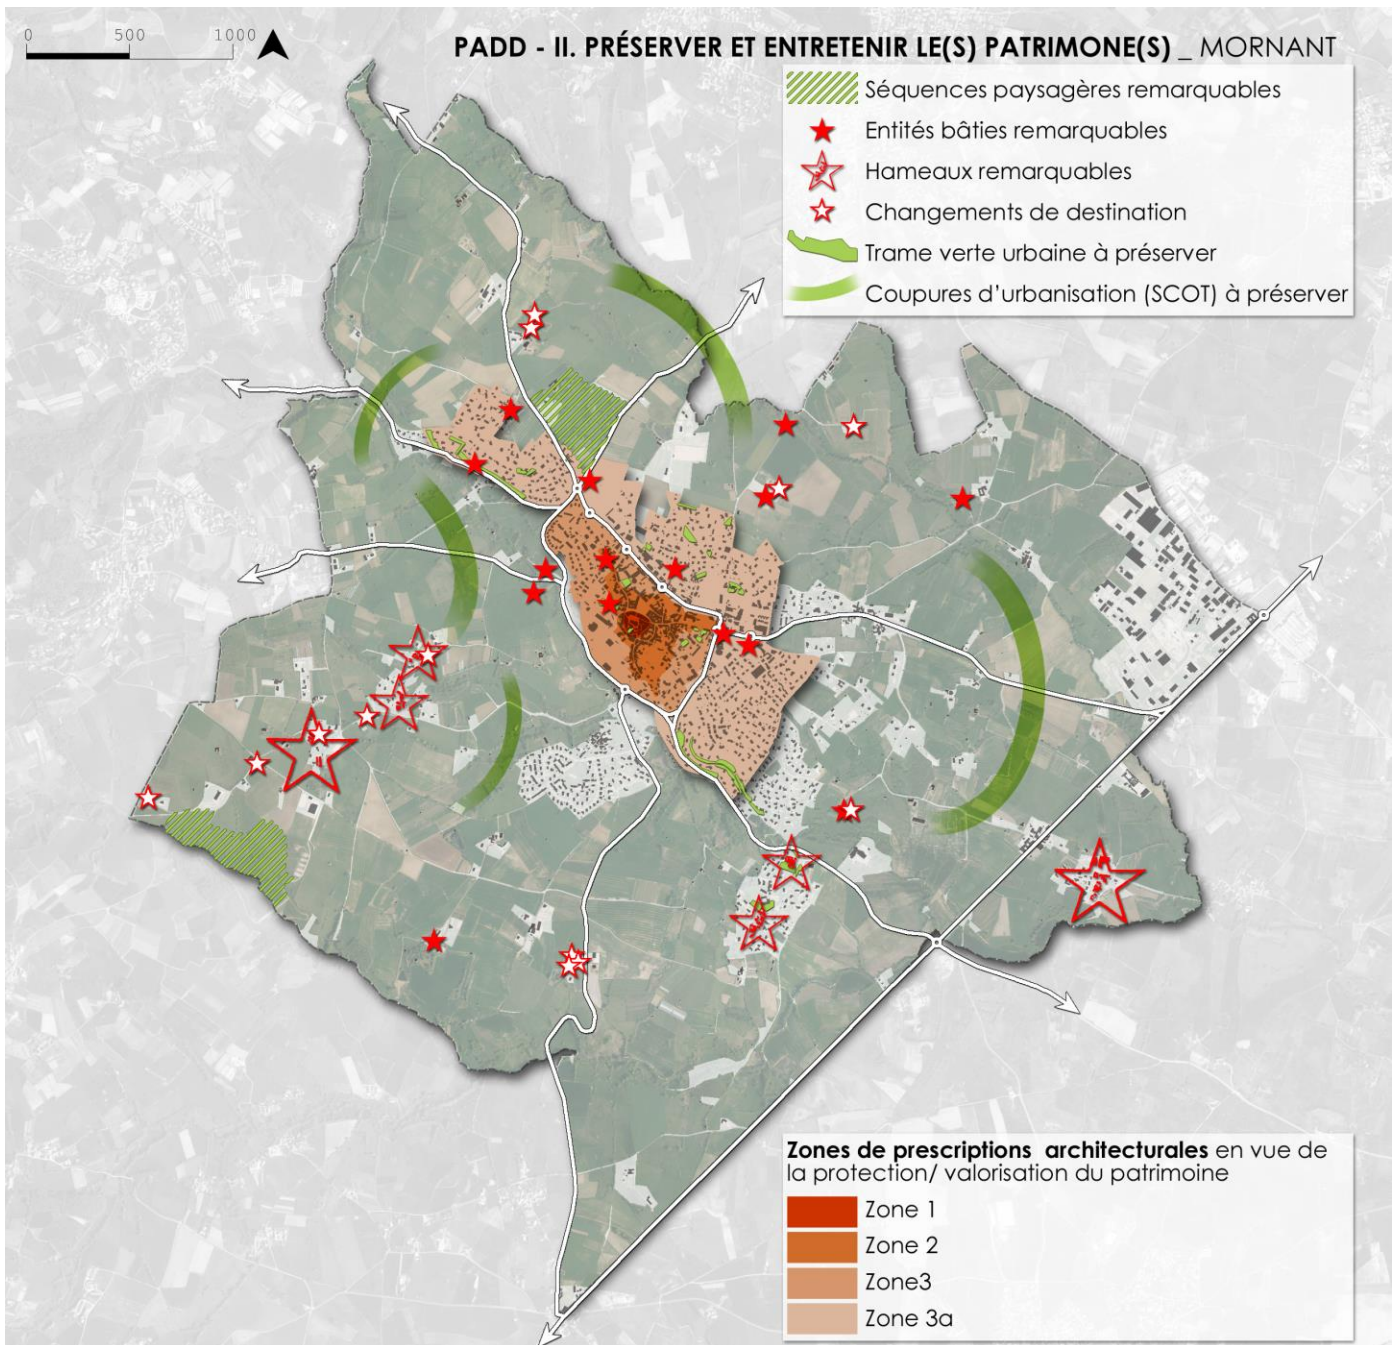 0 500 1000
PADD - II. PRÉSERVER ET ENTRETENIR LE(S) PATRIMONE(S) _ MORNANT
Séquences paysagères remarquables
Entités bâties remarquables
Hameaux remarquables
Changements de destination
Trame verte urbaine à préserver
Coupures d'urbanisation (SCOT) à préserver
Zones de prescriptions architecturales en vue de
la protection/ valorisation du patrimoine
Zone 1
Zone 2
Zone3
Zone 3a